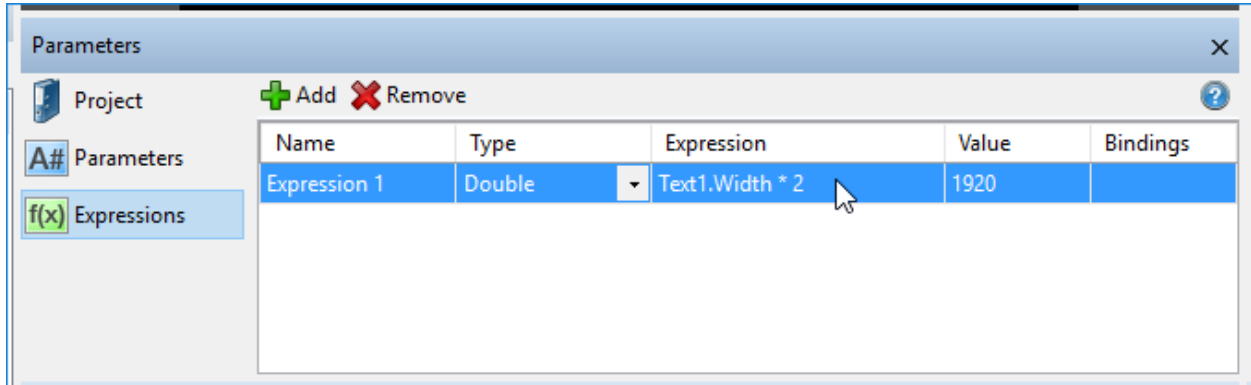 Parameters
Project
Add Remove
A# Parameters
f(x) Expressions
Name Type Expression Value Bindings
Expression 1 Double Text1.Width * 2 1920